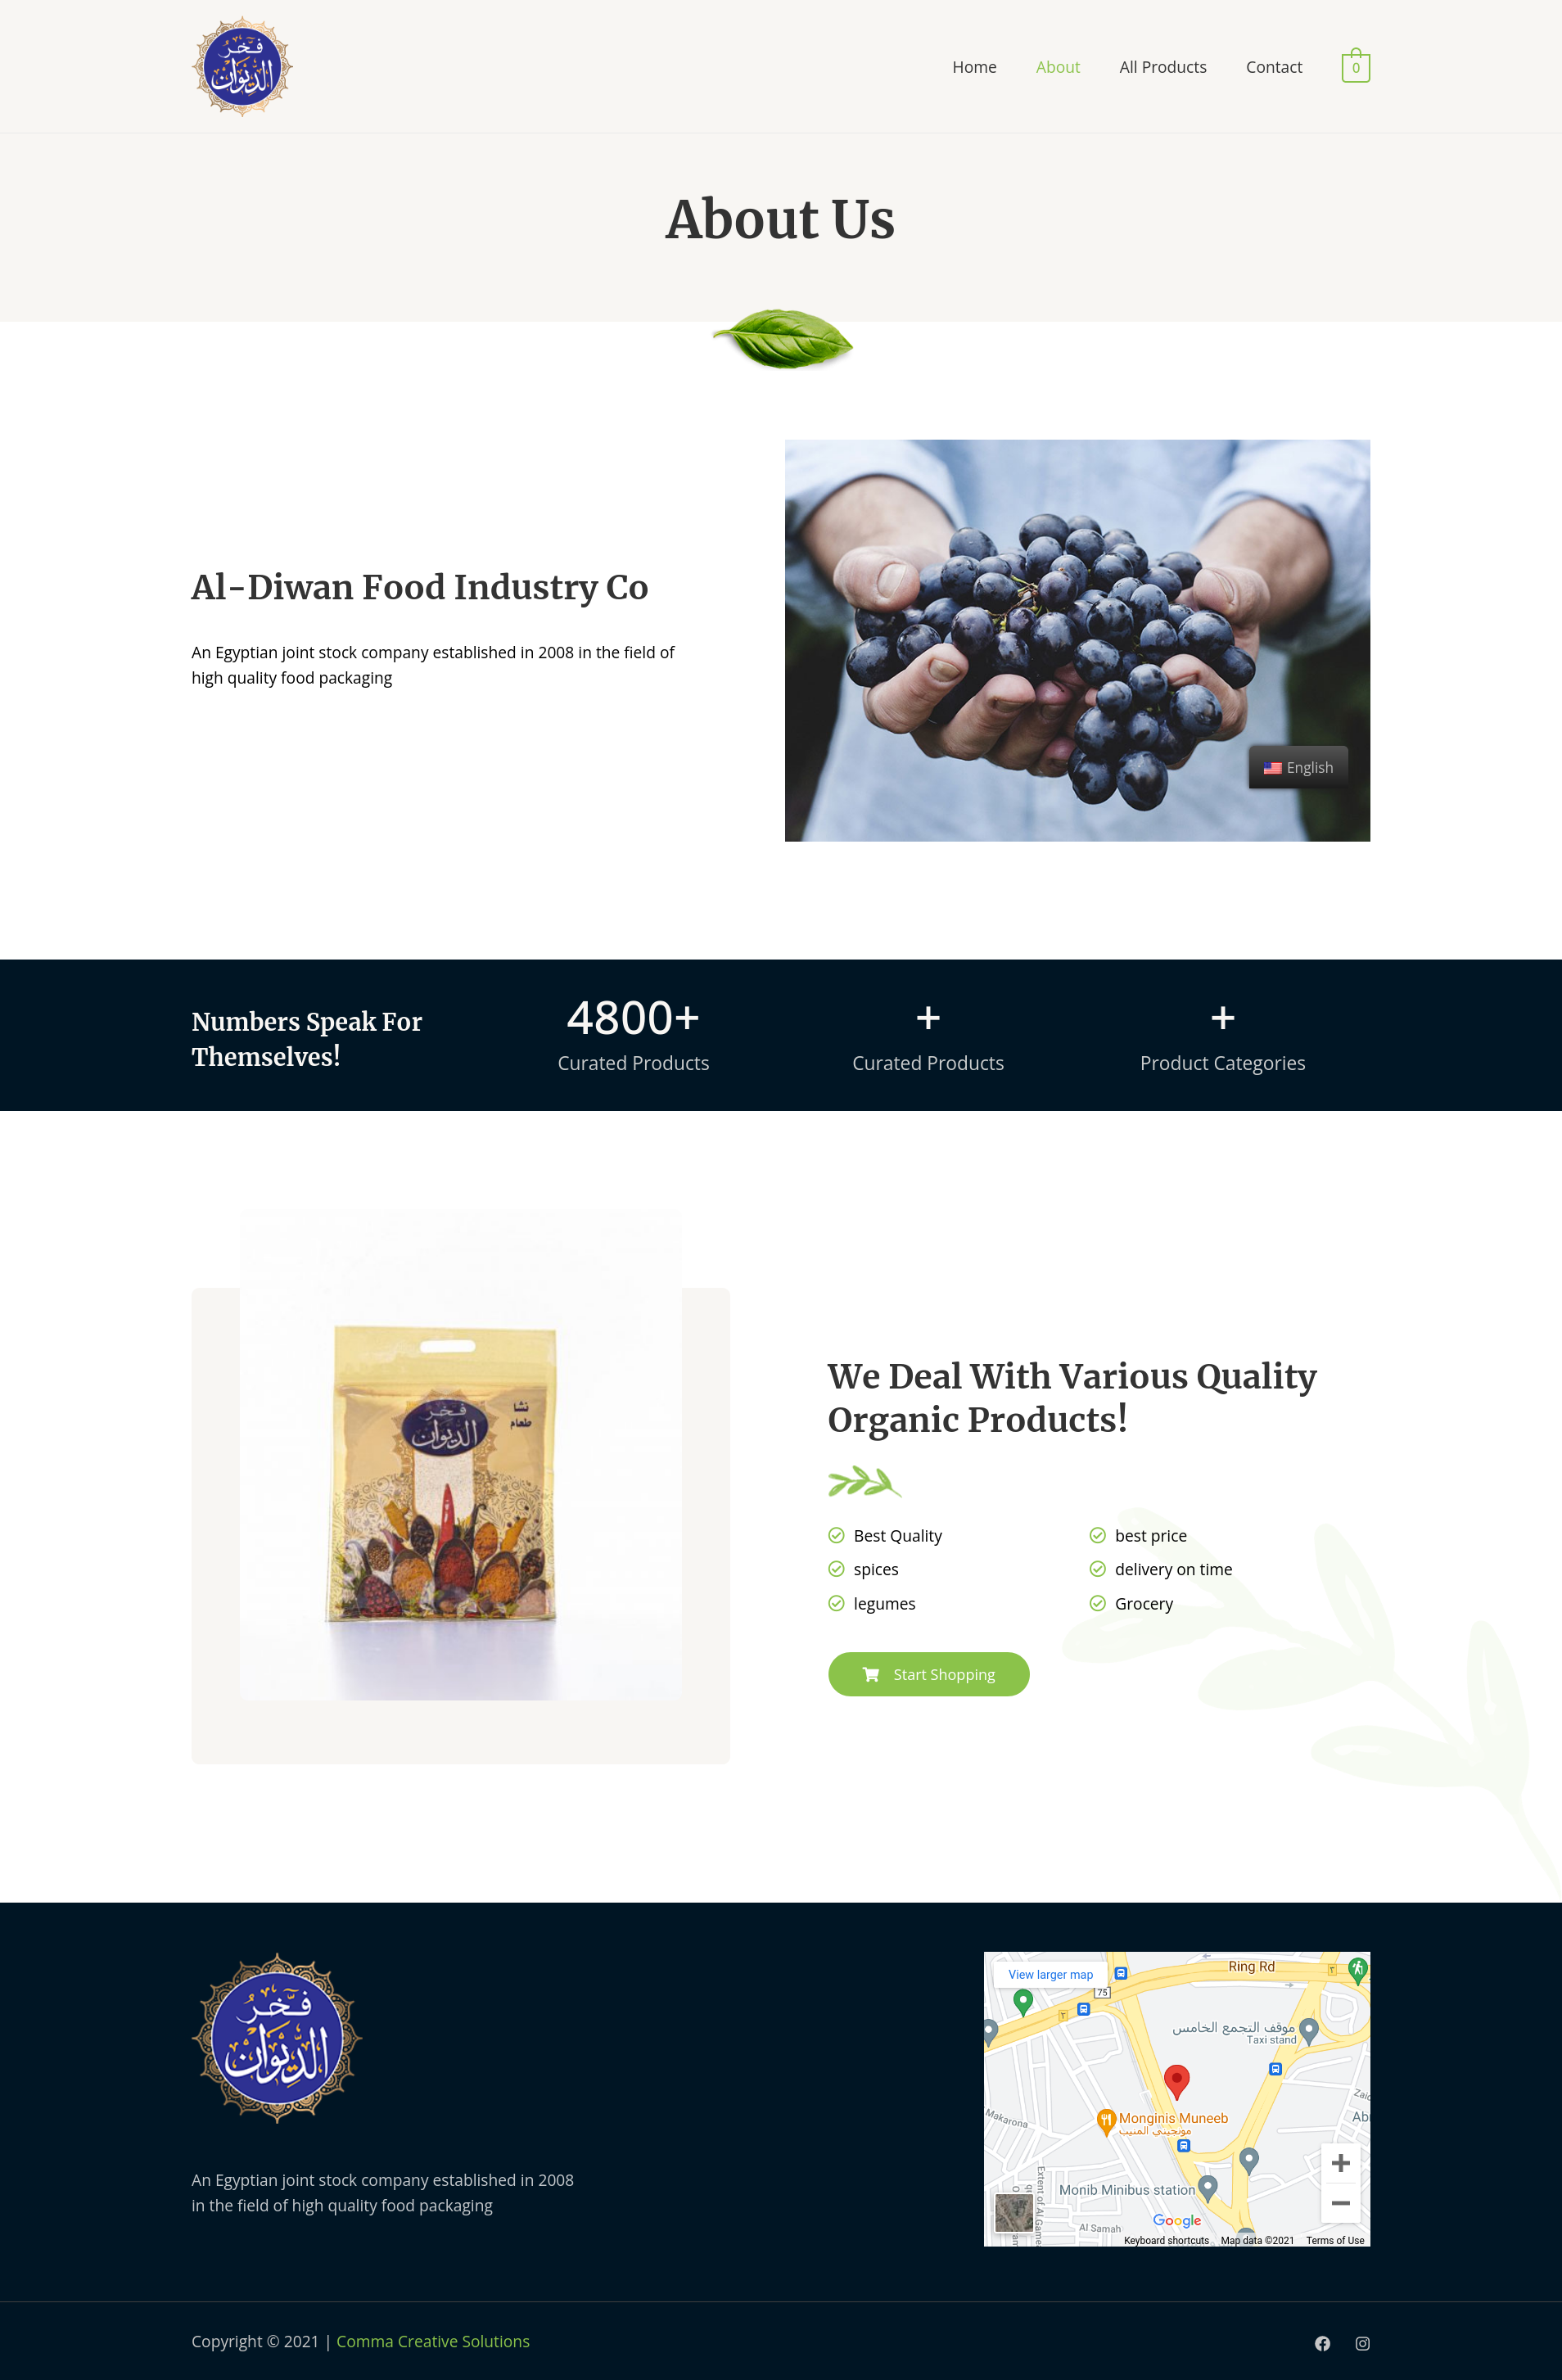 فخر
الديوان
Home
About
All Products
Contact
0
About Us
Al-Diwan Food Industry Co
An Egyptian joint stock company established in 2008 in the field of
high quality food packaging
English
Numbers Speak For
Themselves!
4800+
Curated Products
+
Curated Products
+
Product Categories
فخر
الديوان
نشا
طعام
We Deal With Various Quality
Organic Products!
Best Quality
spices
legumes
best price
delivery on time
Grocery
Start Shopping
فخر
الديوان
An Egyptian joint stock company established in 2008
in the field of high quality food packaging
View larger map
Ring Rd
75
موقف التجمع الخامس
Taxi stand
Makarona
Monginis Muneeb
مونجيني المنيب
Monib Minibus station
Al Samah
Google
Keyboard shortcuts
Map data ©2021
Terms of Use
Copyright © 2021 | Comma Creative Solutions